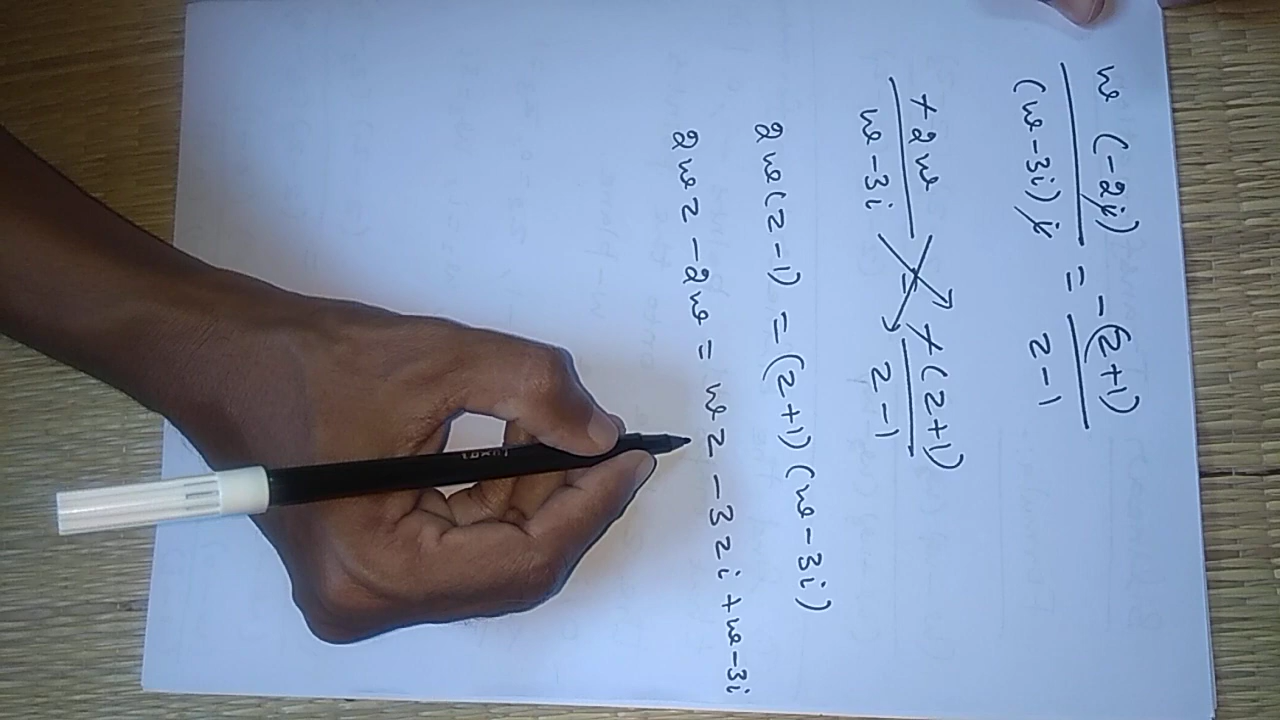 w (-2i) / (w-3i) i = -(z+1) / z-1
+2w / w-3i = +(z+1) / z-1
2w(z-1) = (z+1) (w-3i)
2wz - 2w = wz - 3zi + w - 3i